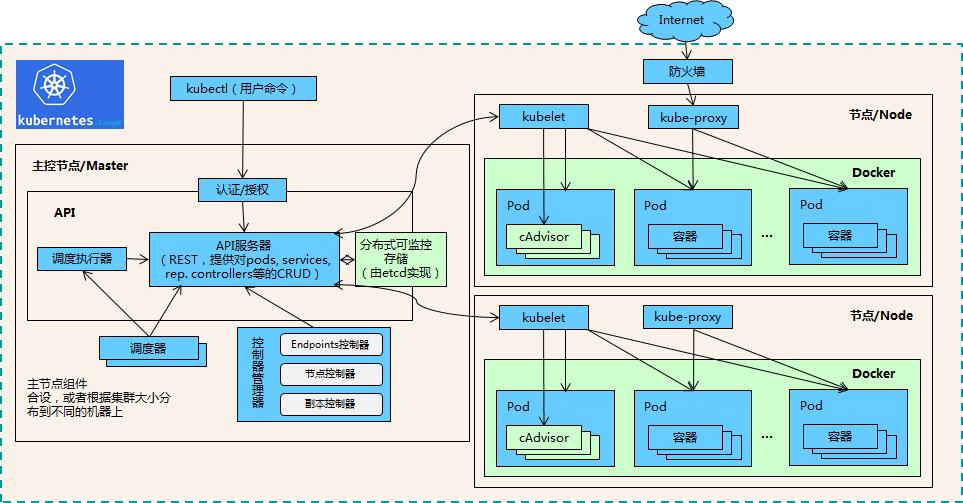 Internet
防火墙
kubernetes
by Google
kubectl（用户命令）
主控节点/Master
认证/授权
API
API服务器
（REST，提供对pods, services,
rep. controllers等的CRUD）
调度执行器
分布式可监控
存储
（由etcd实现）
调度器
控制器管理器
Endpoints控制器
节点控制器
副本控制器
主节点组件
合设，或者根据集群大小分
布到不同的机器上
kubelet
kube-proxy
节点/Node
Docker
Pod
cAdvisor
Pod
容器
...
Pod
容器
kubelet
kube-proxy
节点/Node
Docker
Pod
cAdvisor
Pod
容器
...
Pod
容器